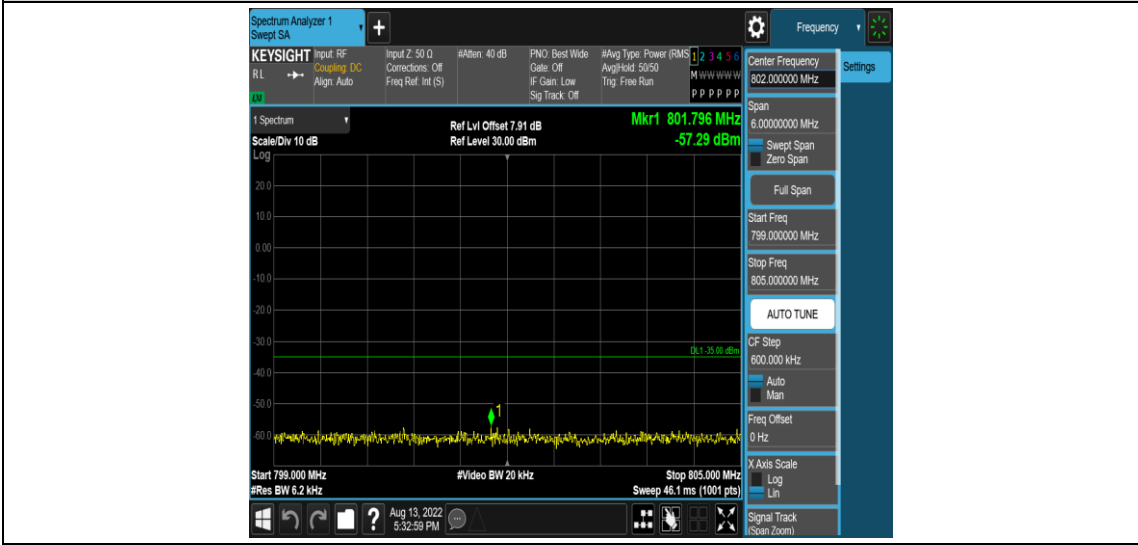 Spectrum Analyzer 1
Swept SA
+
Frequency
KEYSIGHT
RL
LM
Input: RF
Coupling: DC
Align: Auto
Input Z: 50 Ω
Corrections: Off
Freq Ref: Int (S)
#Atten: 40 dB
PNO: Best Wide
Gate: Off
IF Gain: Low
Sig Track: Off
#Avg Type: Power (RMS
Avg|Hold: 50/50
Trig: Free Run
1 2 3 4 5 6
M W W W W W
P P P P P P
1 Spectrum
Scale/Div 10 dB
Log
Ref Lvl Offset 7.91 dB
Ref Level 30.00 dBm
Mkr1 801.796 MHz
-57.29 dBm
20.0
10.0
0.00
-10.0
-20.0
-30.0
DL1 -35.00 dBm
-40.0
-50.0
1
-60.0
Start 799.000 MHz
#Video BW 20 kHz
Stop 805.000 MHz
#Res BW 6.2 kHz
Sweep 46.1 ms (1001 pts)
?
Aug 13, 2022
5:32:59 PM
Center Frequency
802.000000 MHz
Settings
Span
6.00000000 MHz
Swept Span
Zero Span
Full Span
Start Freq
799.000000 MHz
Stop Freq
805.000000 MHz
AUTO TUNE
CF Step
600.000 kHz
Auto
Man
Freq Offset
0 Hz
X Axis Scale
Log
Lin
Signal Track
(Span Zoom)